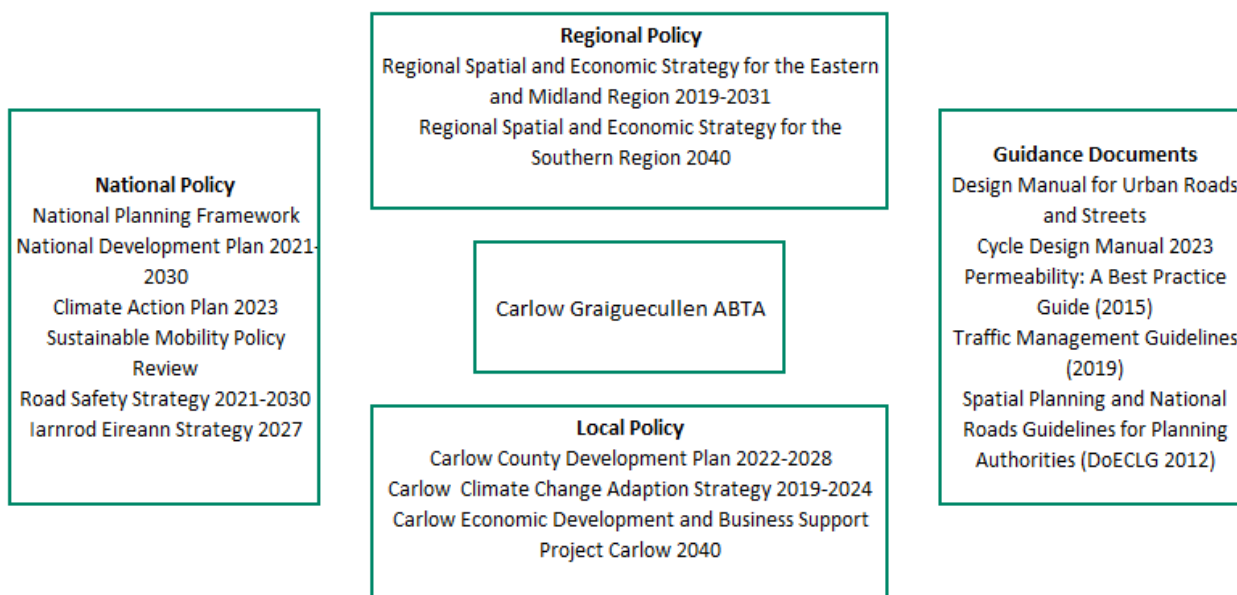 Regional Policy
Regional Spatial and Economic Strategy for the Eastern
and Midland Region 2019-2031
Regional Spatial and Economic Strategy for the
Southern Region 2040
National Policy
National Planning Framework
National Development Plan 2021-
2030
Climate Action Plan 2023
Sustainable Mobility Policy
Review
Road Safety Strategy 2021-2030
Iarnrod Eireann Strategy 2027
Carlow Graiguecullen ABTA
Guidance Documents
Design Manual for Urban Roads
and Streets
Cycle Design Manual 2023
Permeability: A Best Practice
Guide (2015)
Traffic Management Guidelines
(2019)
Spatial Planning and National
Roads Guidelines for Planning
Authorities (DoECLG 2012)
Local Policy
Carlow County Development Plan 2022-2028
Carlow  Climate Change Adaption Strategy 2019-2024
Carlow Economic Development and Business Support
Project Carlow 2040